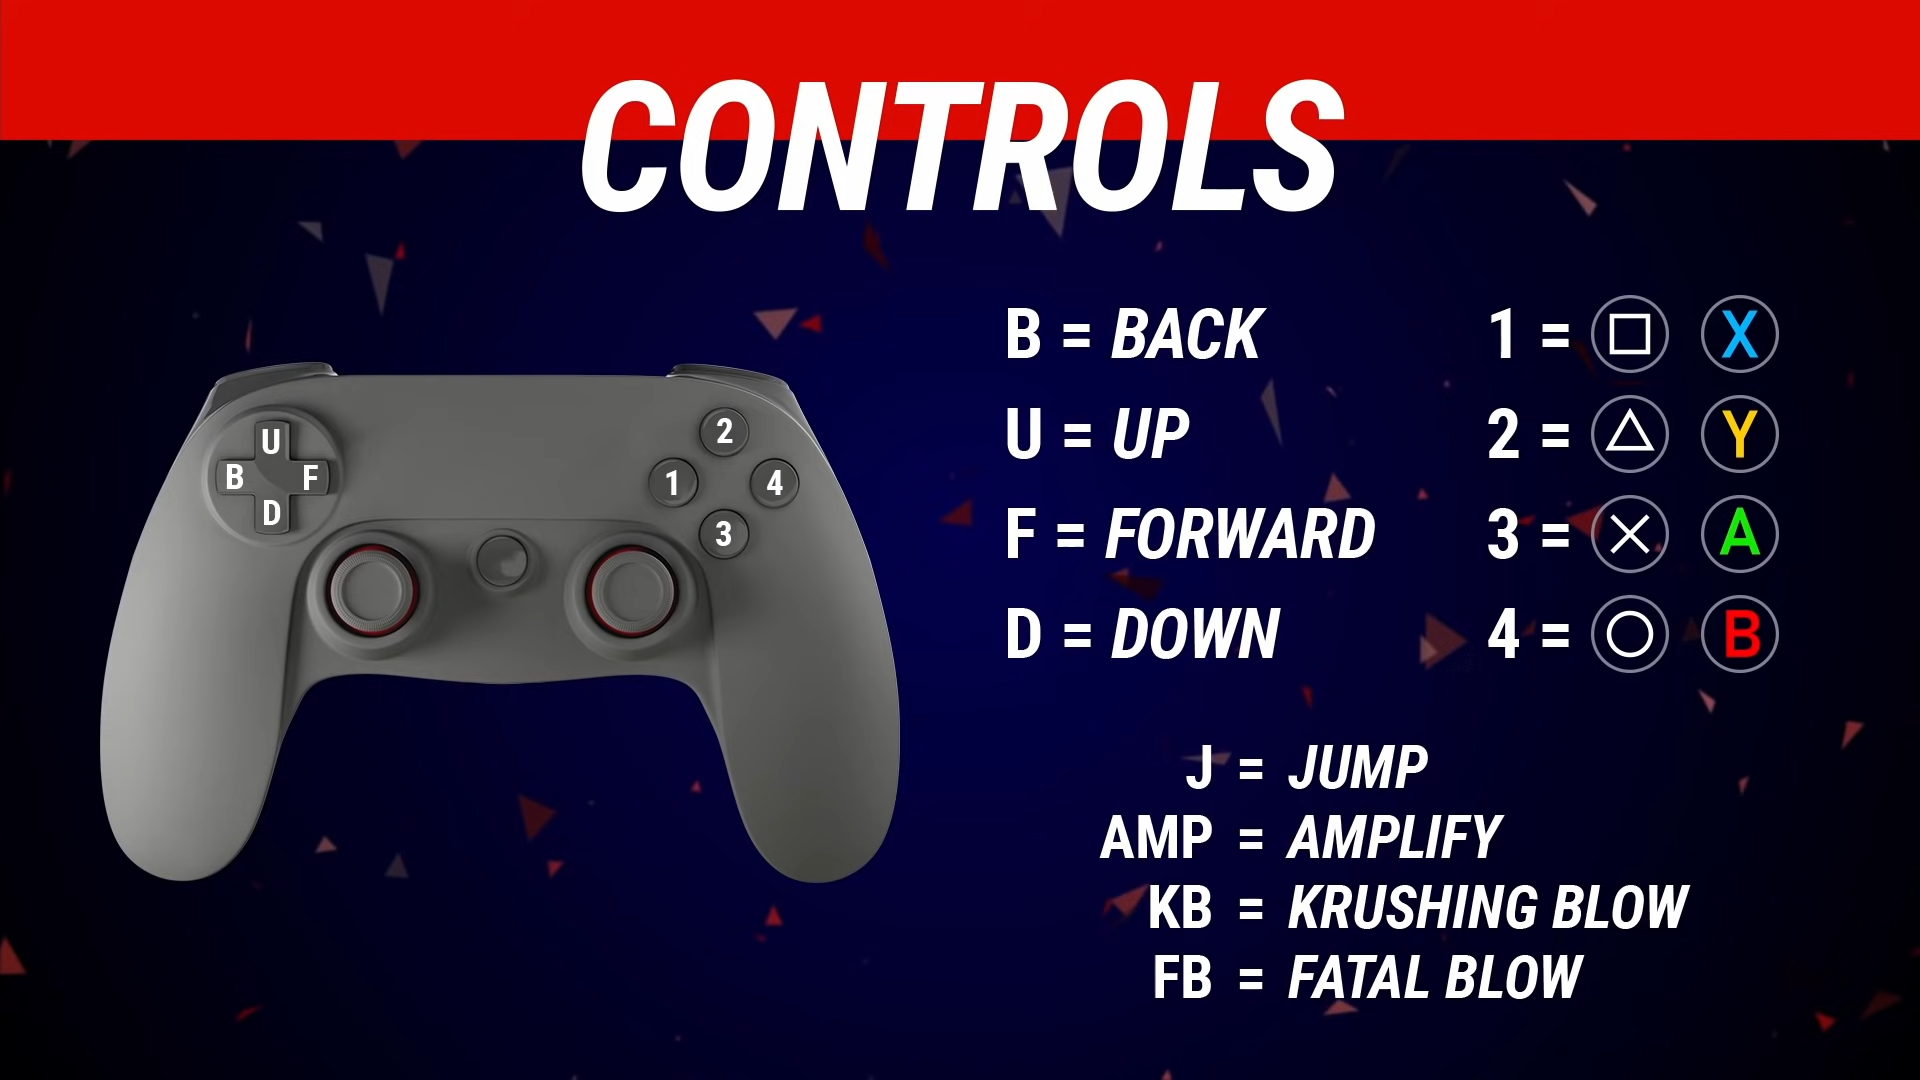 CONTROLS
B = BACK
U = UP
F = FORWARD
D = DOWN
1 = □ X
2 = △ Y
3 = ✕ A
4 = ○ B
U
B F
D
2
1 4
3
J = JUMP
AMP = AMPLIFY
KB = KRUSHING BLOW
FB = FATAL BLOW